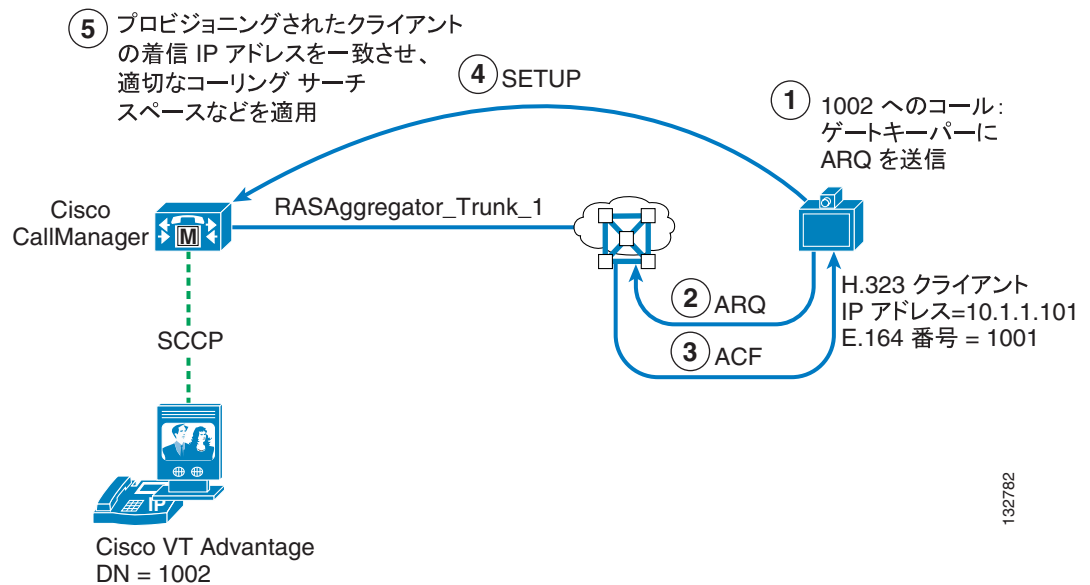 5 プロビジョニングされたクライアント
の着信 IP アドレスを一致させ、
適切なコーリング サーチ
スペースなどを適用
4 SETUP
1 1002 へのコール:
ゲートキーパーに
ARQ を送信
Cisco
CallManager
M
RASAggregator_Trunk_1
2 ARQ
3 ACF
H.323 クライアント
IP アドレス=10.1.1.101
E.164 番号 = 1001
SCCP
IP
Cisco VT Advantage
DN = 1002
132782